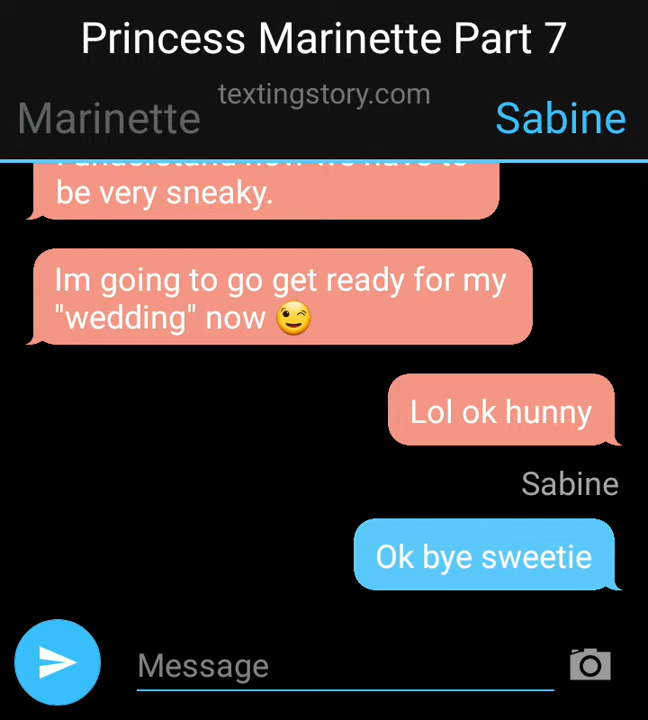 Princess Marinette Part 7
textingstory.com
Marinette
Sabine
be very sneaky.
Im going to go get ready for my
"wedding" now 😉
Lol ok hunny
Sabine
Ok bye sweetie
Message